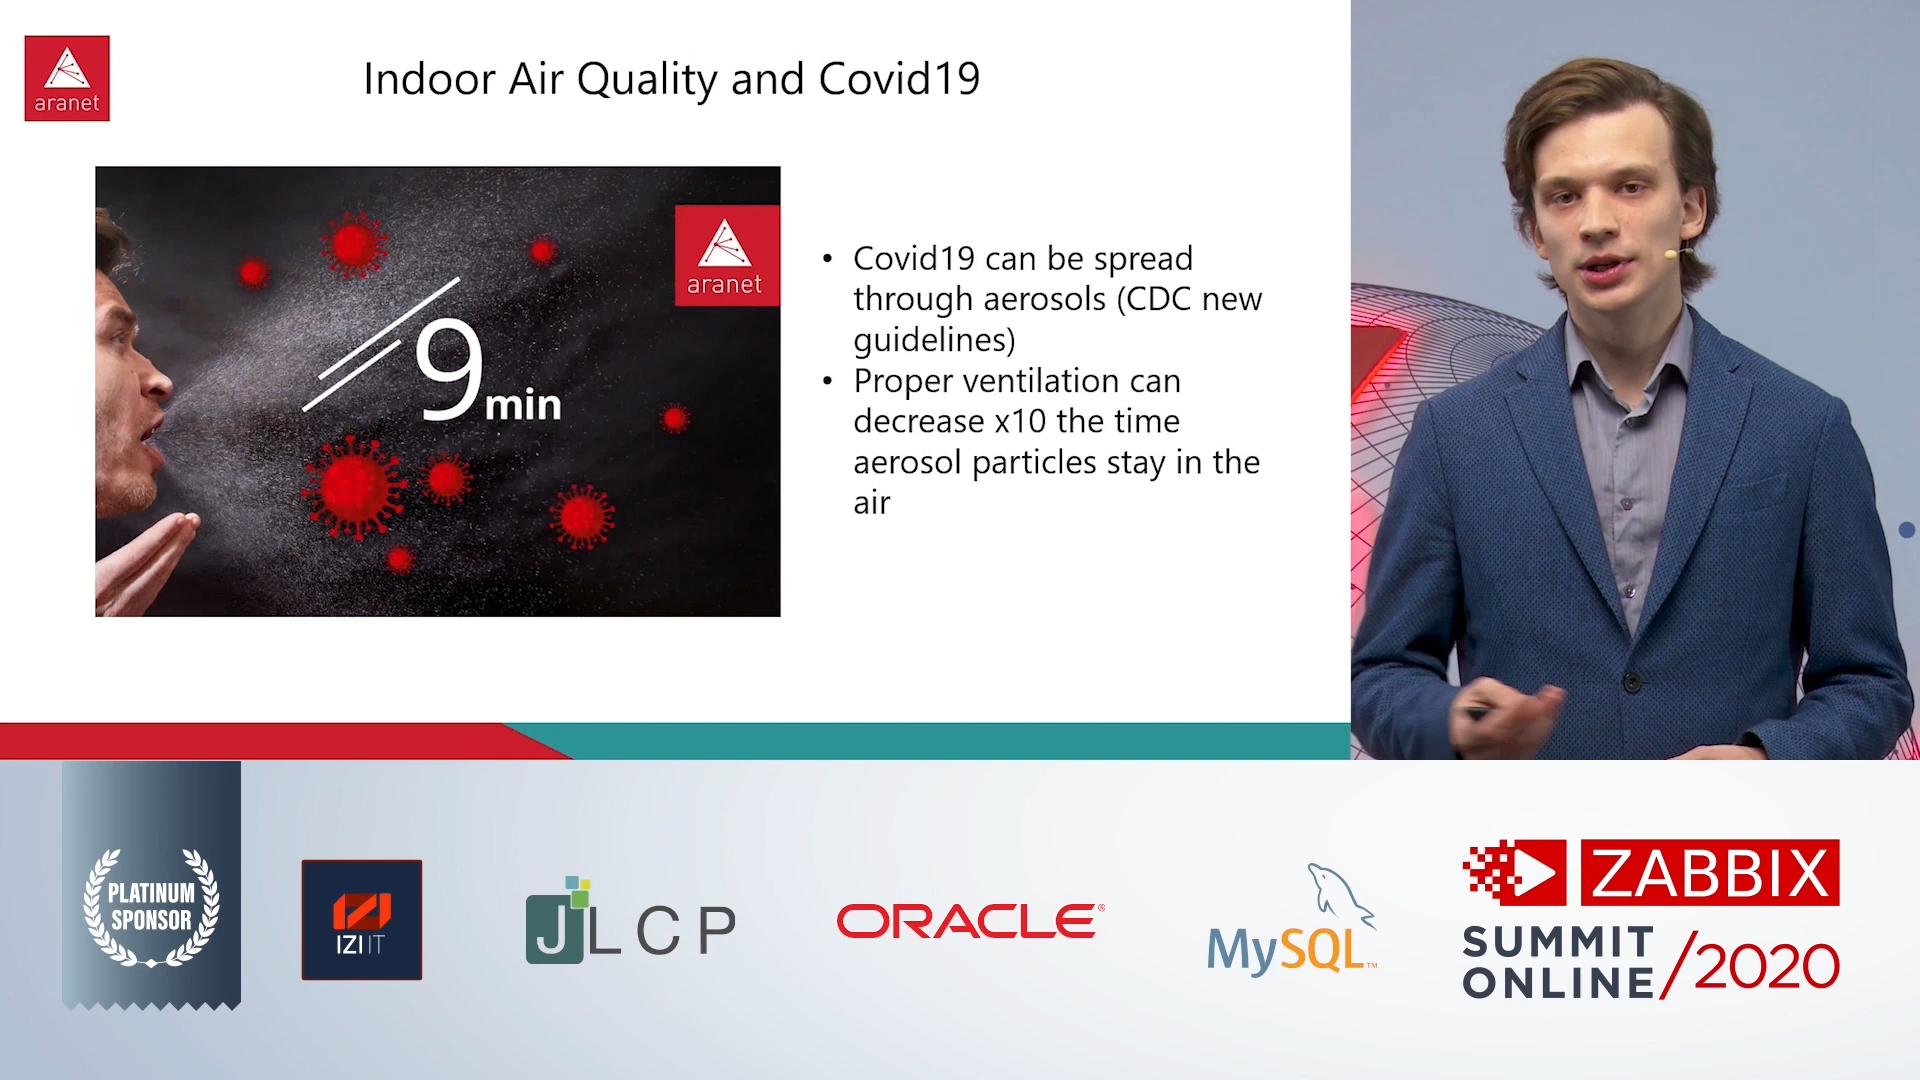 aranet
Indoor Air Quality and Covid19
aranet
9 min
• Covid19 can be spread
through aerosols (CDC new
guidelines)
• Proper ventilation can
decrease x10 the time
aerosol particles stay in the
air
PLATINUM
SPONSOR
IZI IT
JLCP
ORACLE®
MySQL™
ZABBIX
SUMMIT
ONLINE /2020